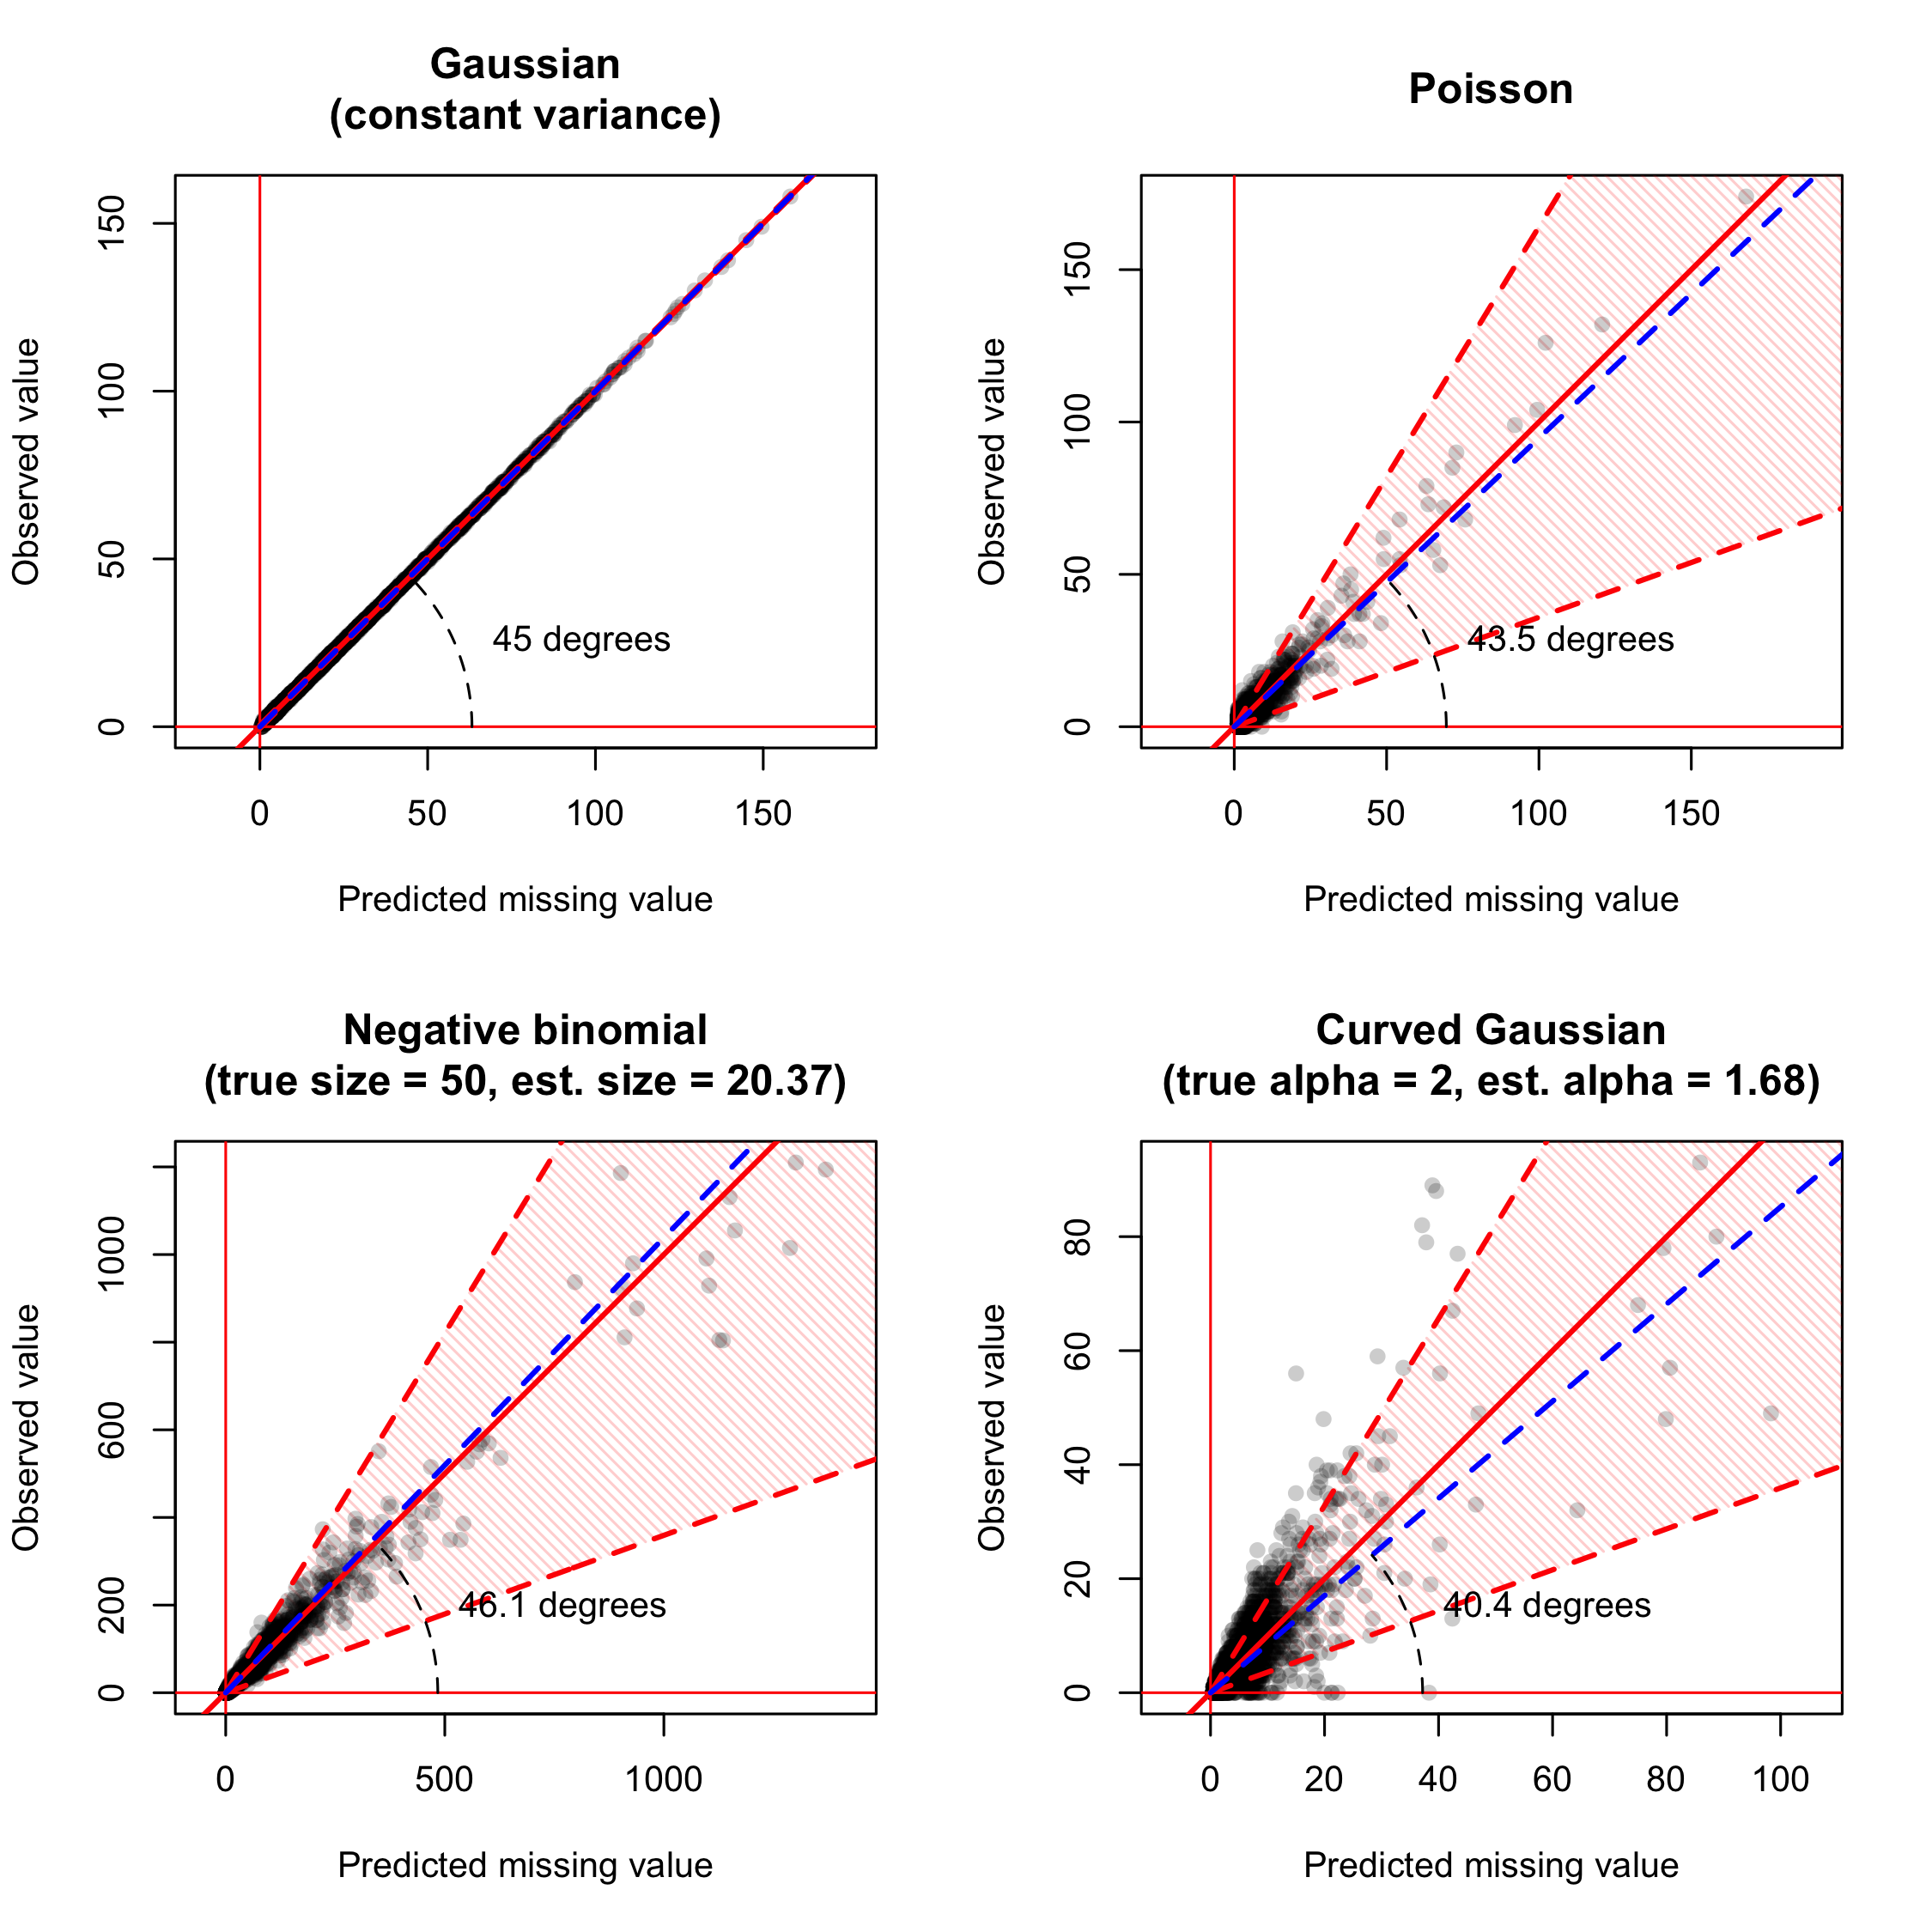 Gaussian
(constant variance)
Observed value
150
100
50
0
45 degrees
0 50 100 150
Predicted missing value
Poisson
Observed value
150
100
50
0
43.5 degrees
0 50 100 150
Predicted missing value
Negative binomial
(true size = 50, est. size = 20.37)
Observed value
1000
600
200
0
46.1 degrees
0 500 1000
Predicted missing value
Curved Gaussian
(true alpha = 2, est. alpha = 1.68)
Observed value
80
60
40
20
0
40.4 degrees
0 20 40 60 80 100
Predicted missing value